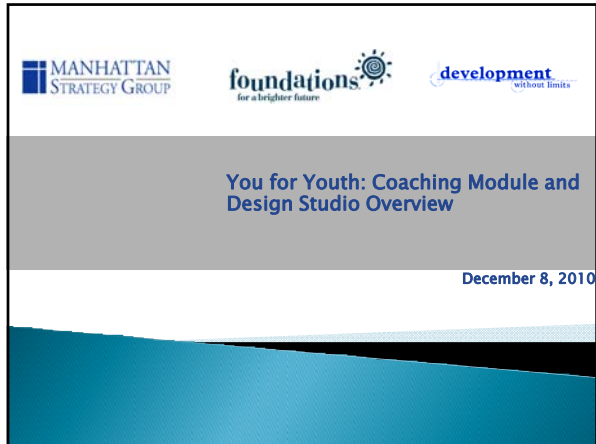 MANHATTAN
STRATEGY GROUP
foundations
for a brighter future
development
without limits
You for Youth: Coaching Module and
Design Studio Overview
December 8, 2010